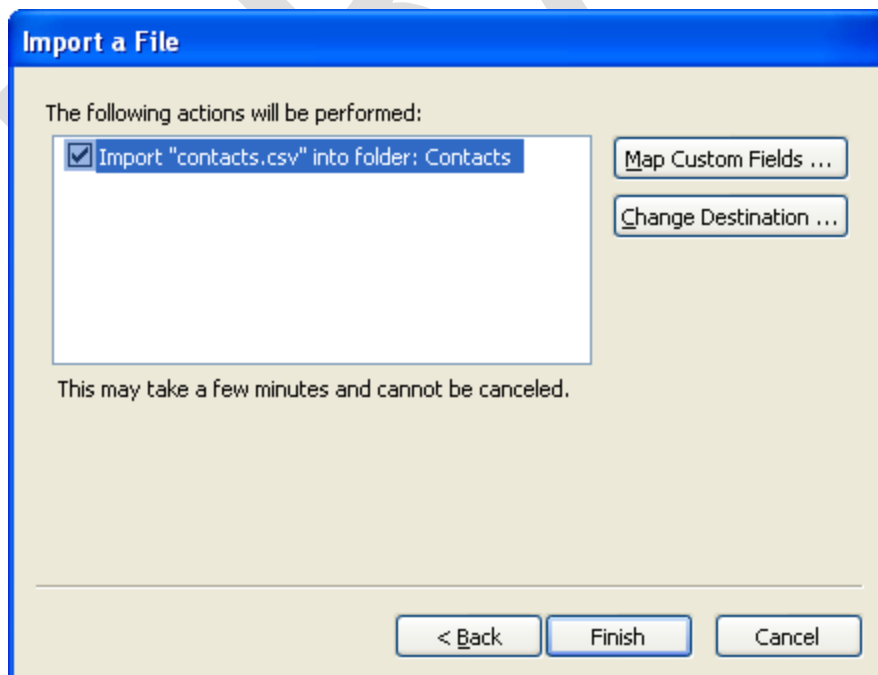 Import a File
The following actions will be performed:
Import "contacts.csv" into folder: Contacts
Map Custom Fields ...
Change Destination ...
This may take a few minutes and cannot be canceled.
< Back
Finish
Cancel